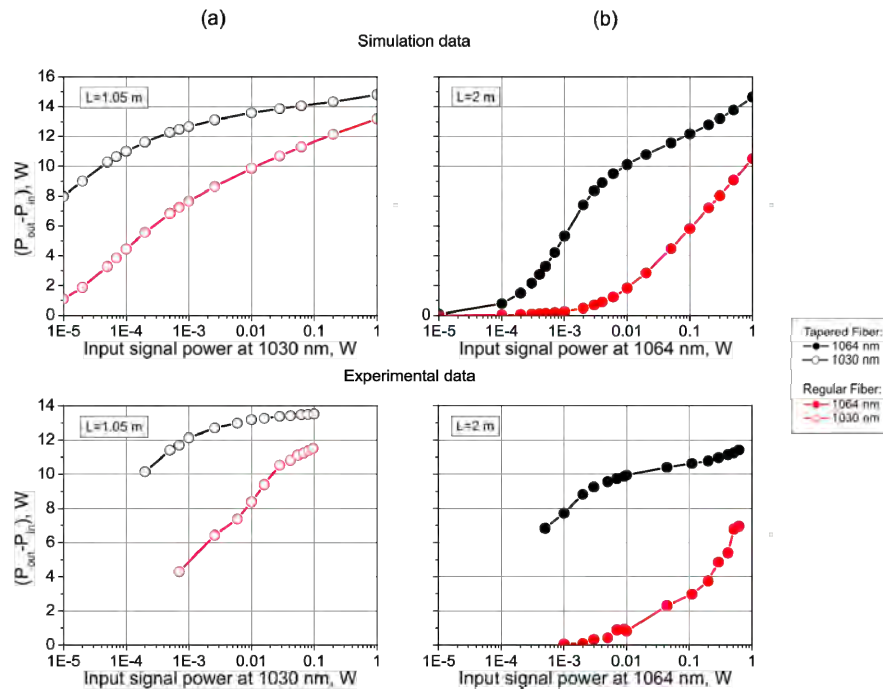 (a) (b)
Simulation data
L=1.05 m
(P_out-P_in), W
16
14
12
10
8
6
4
2
0
1E-5 1E-4 1E-3 0.01 0.1 1
Input signal power at 1030 nm, W
L=2 m
0
1E-5 1E-4 1E-3 0.01 0.1 1
Input signal power at 1064 nm, W
Experimental data
L=1.05 m
(P_out-P_in), W
14
12
10
8
6
4
2
0
1E-5 1E-4 1E-3 0.01 0.1 1
Input signal power at 1030 nm, W
L=2 m
1E-5 1E-4 1E-3 0.01 0.1 1
Input signal power at 1064 nm, W
Tapered Fiber:
1064 nm
1030 nm
Regular Fiber:
1064 nm
1030 nm